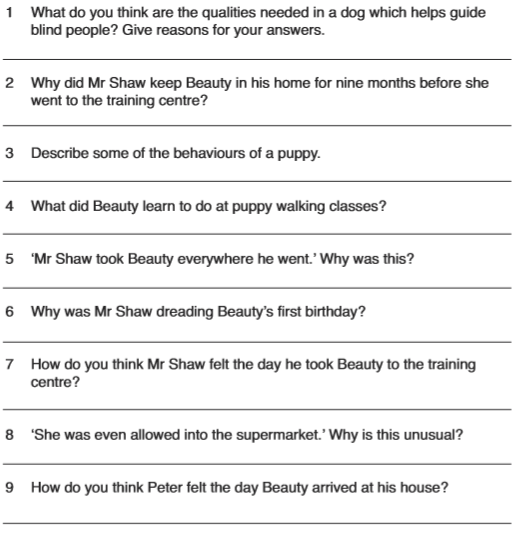 1 What do you think are the qualities needed in a dog which helps guide
blind people? Give reasons for your answers.
2 Why did Mr Shaw keep Beauty in his home for nine months before she
went to the training centre?
3 Describe some of the behaviours of a puppy.
4 What did Beauty learn to do at puppy walking classes?
5 ‘Mr Shaw took Beauty everywhere he went.’ Why was this?
6 Why was Mr Shaw dreading Beauty’s first birthday?
7 How do you think Mr Shaw felt the day he took Beauty to the training
centre?
8 ‘She was even allowed into the supermarket.’ Why is this unusual?
9 How do you think Peter felt the day Beauty arrived at his house?